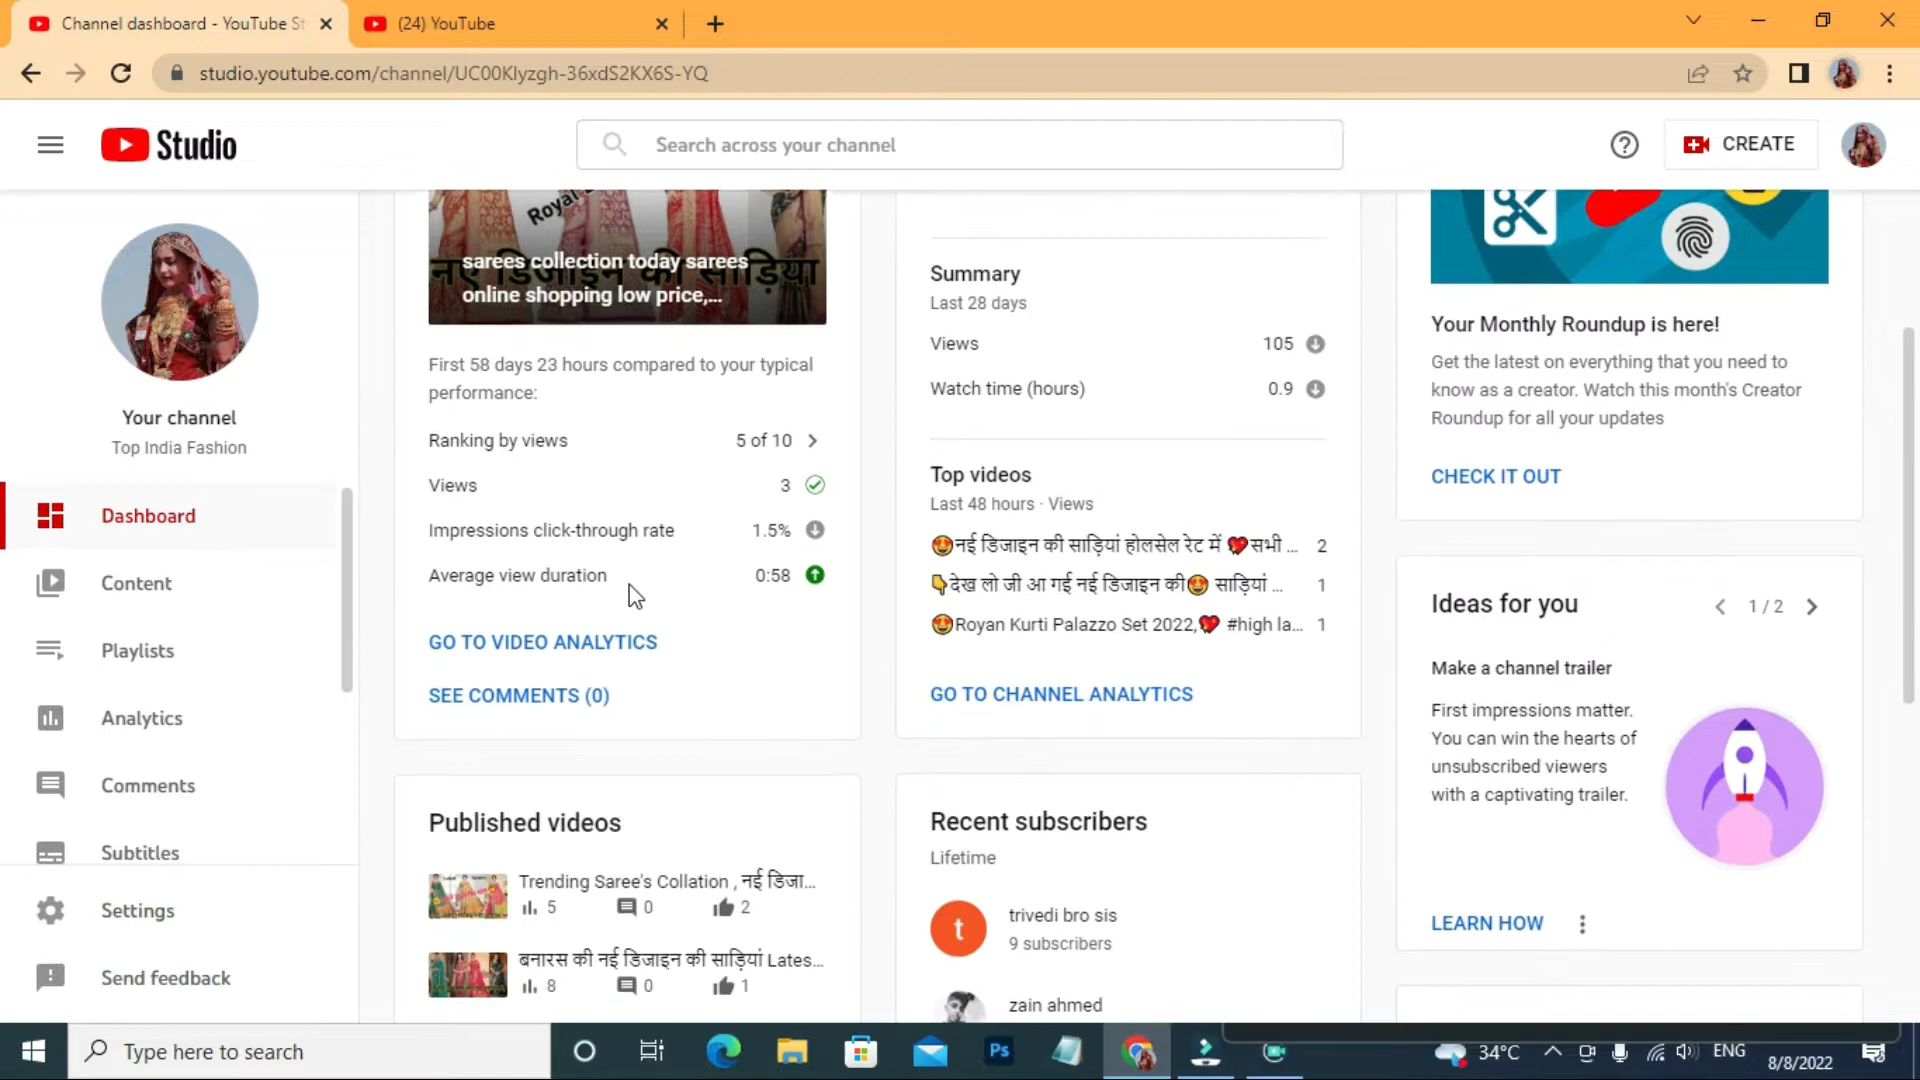 Channel dashboard - YouTube St
(24) YouTube
studio.youtube.com/channel/UC00Klyzgh-36xdS2KX6S-YQ
Studio
Search across your channel
CREATE
Your channel
Top India Fashion
Dashboard
Content
Playlists
Analytics
Comments
Subtitles
Settings
Send feedback
Royal
नए डिजाइन की साड़िया
sarees collection today sarees
online shopping low price,...
First 58 days 23 hours compared to your typical
performance:
Ranking by views 5 of 10
Views 3
Impressions click-through rate 1.5%
Average view duration 0:58
GO TO VIDEO ANALYTICS
SEE COMMENTS (0)
Published videos
Trending Saree's Collation , नई डिजा...
5 0 2
बनारस की नई डिजाइन की साड़ियां Lates...
8 0 1
Summary
Last 28 days
Views 105
Watch time (hours) 0.9
Top videos
Last 48 hours · Views
😍नई डिजाइन की साड़ियां होलसेल रेट में 💖सभी ... 2
👇देख लो जी आ गई नई डिजाइन की😍 साड़ियां ... 1
😍Royan Kurti Palazzo Set 2022,💖 #high la... 1
GO TO CHANNEL ANALYTICS
Recent subscribers
Lifetime
t
trivedi bro sis
9 subscribers
zain ahmed
Your Monthly Roundup is here!
Get the latest on everything that you need to
know as a creator. Watch this month's Creator
Roundup for all your updates
CHECK IT OUT
Ideas for you
1 / 2
Make a channel trailer
First impressions matter.
You can win the hearts of
unsubscribed viewers
with a captivating trailer.
LEARN HOW
Type here to search
Ps
34°C
ENG
8/8/2022